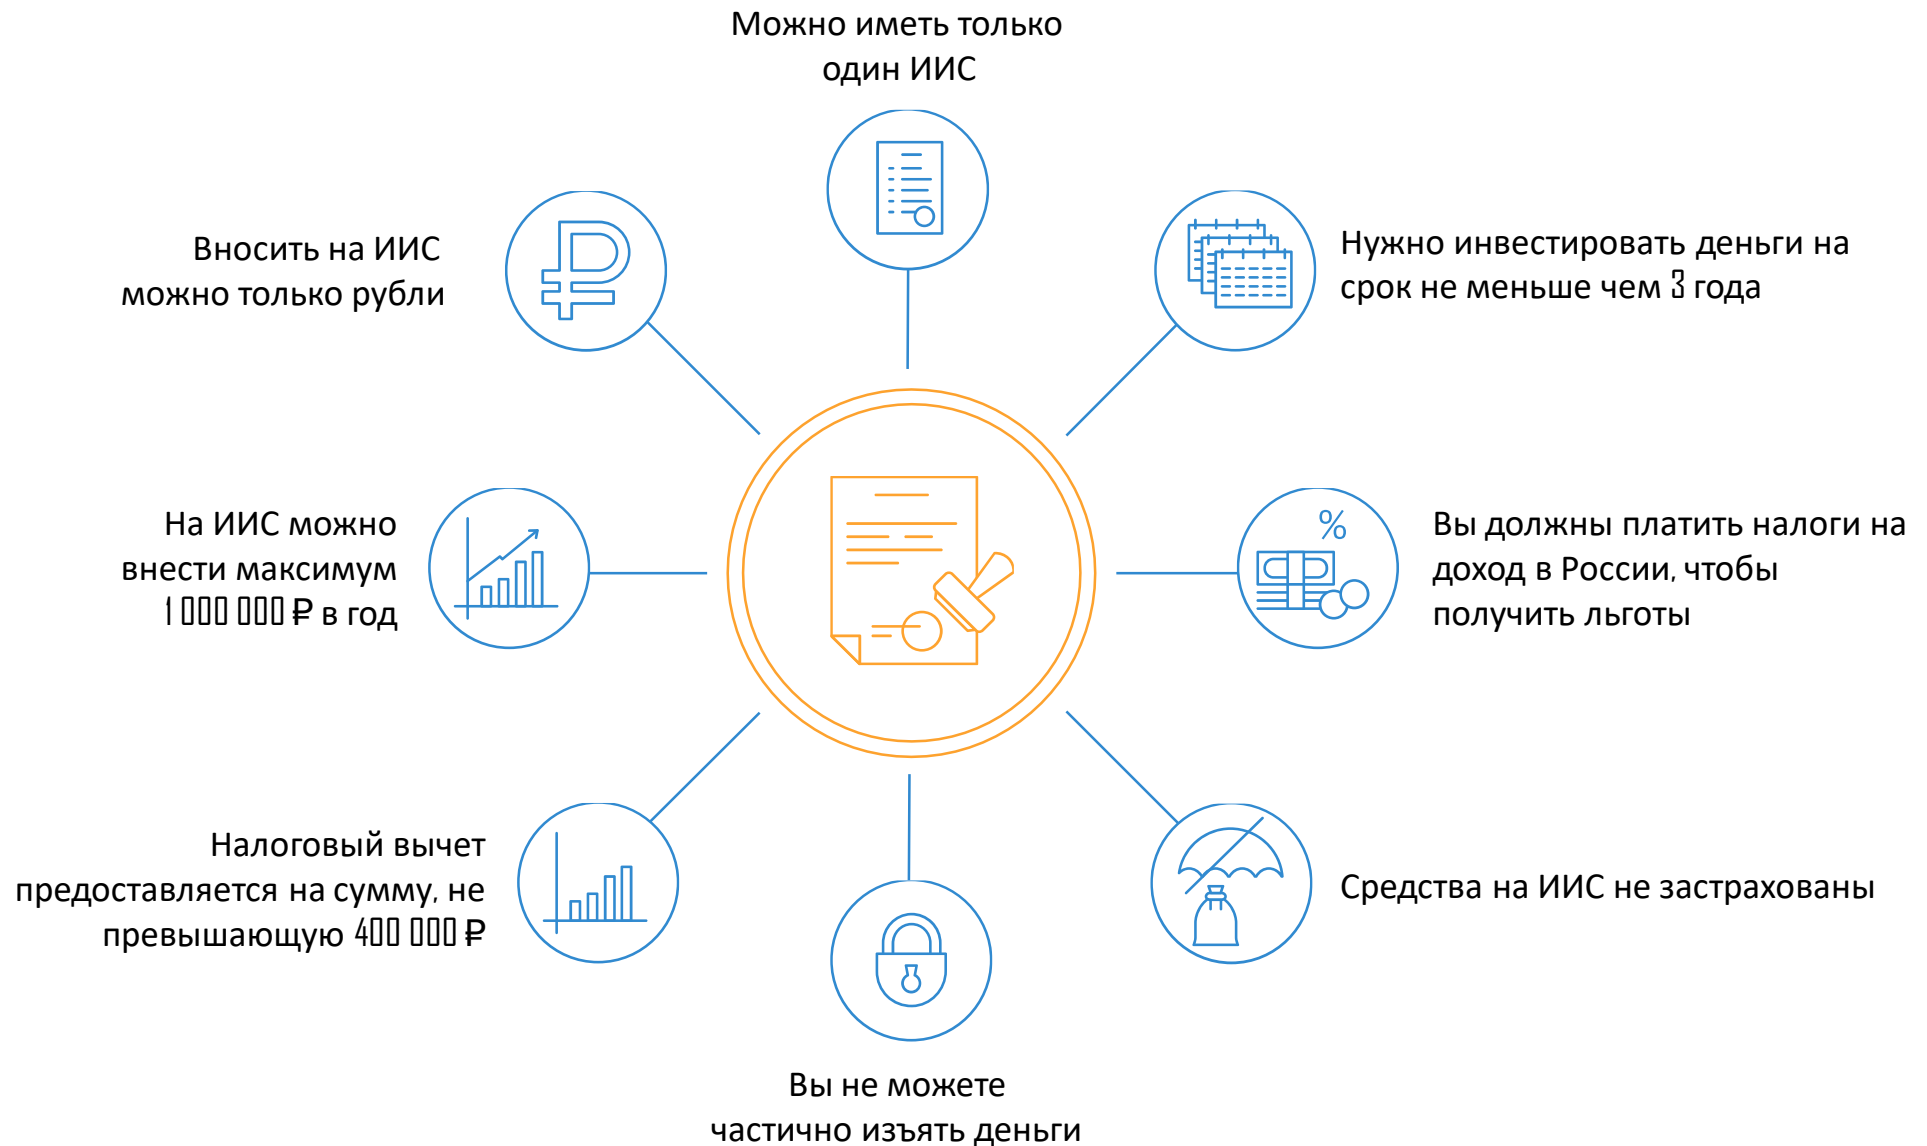 Можно иметь только
один ИИС
Вносить на ИИС
можно только рубли
Нужно инвестировать деньги на
срок не меньше чем 3 года
На ИИС можно
внести максимум
1 000 000 ₽ в год
%
Вы должны платить налоги на
доход в России, чтобы
получить льготы
Налоговый вычет
предоставляется на сумму, не
превышающую 400 000 ₽
Средства на ИИС не застрахованы
Вы не можете
частично изъять деньги